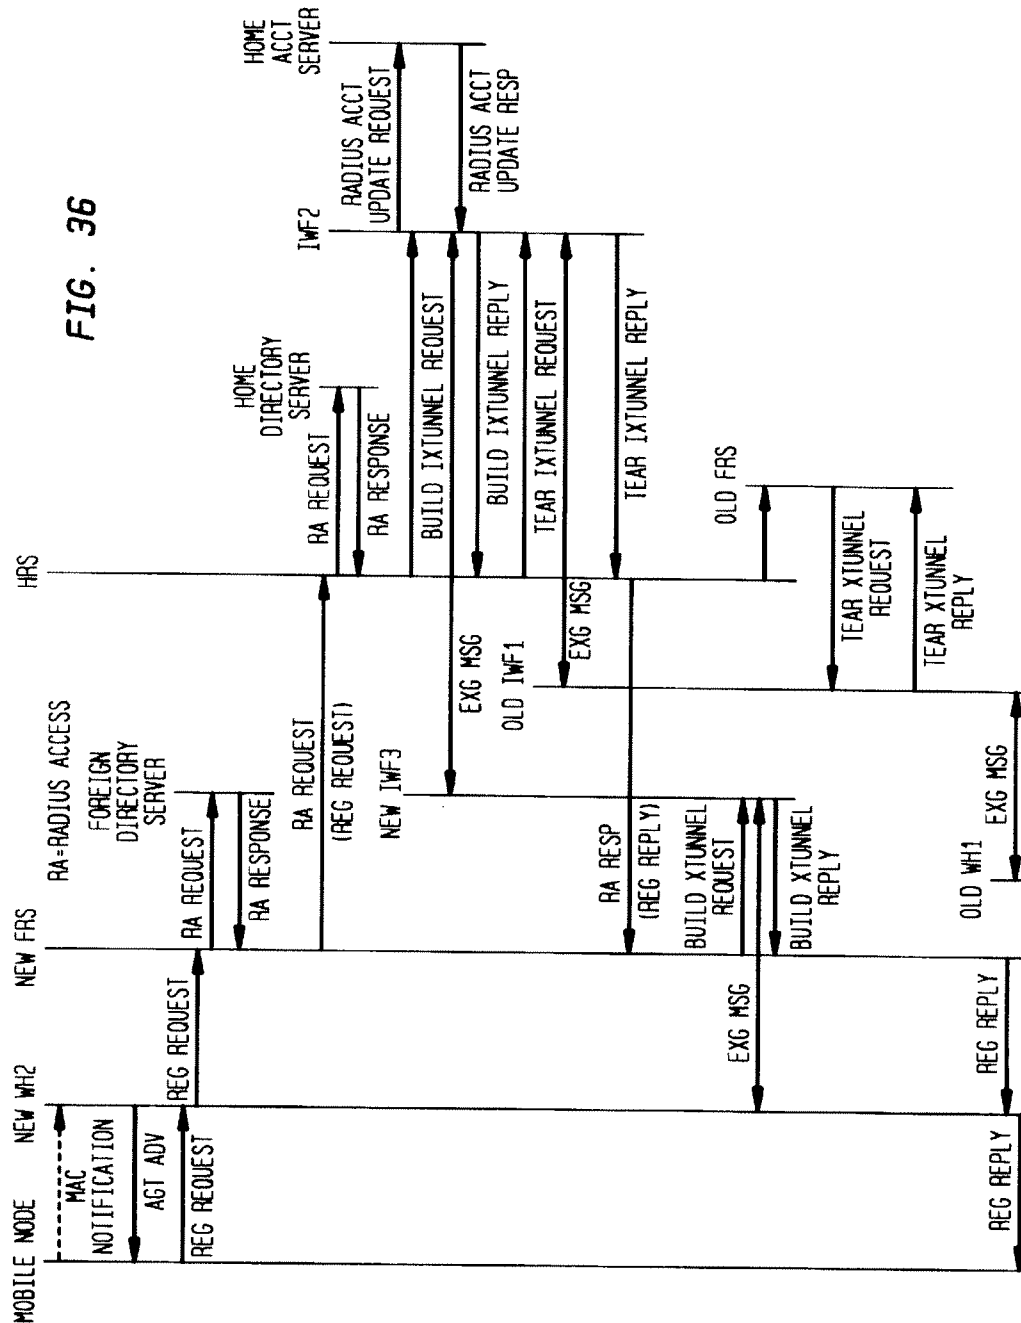 FIG. 36
RA=RADIUS ACCESS
MOBILE NODE
NEW WH2
NEW FRS
FOREIGN
DIRECTORY
SERVER
HRS
HOME
DIRECTORY
SERVER
IWF2
HOME
ACCT
SERVER
MAC
NOTIFICATION
AGT ADV
REG REQUEST
REG REQUEST
RA REQUEST
RA RESPONSE
RA REQUEST
(REG REQUEST)
RA REQUEST
RA RESPONSE
RADIUS ACCT
UPDATE REQUEST
RADIUS ACCT
UPDATE RESP
BUILD IXTUNNEL REQUEST
NEW IWF3
EXG MSG
BUILD IXTUNNEL REPLY
OLD IWF1
TEAR IXTUNNEL REQUEST
EXG MSG
TEAR IXTUNNEL REPLY
RA RESP
(REG REPLY)
BUILD XTUNNEL
REQUEST
OLD FRS
EXG MSG
BUILD XTUNNEL
REPLY
TEAR XTUNNEL
REQUEST
TEAR XTUNNEL
REPLY
OLD WH1
EXG MSG
REG REPLY
REG REPLY